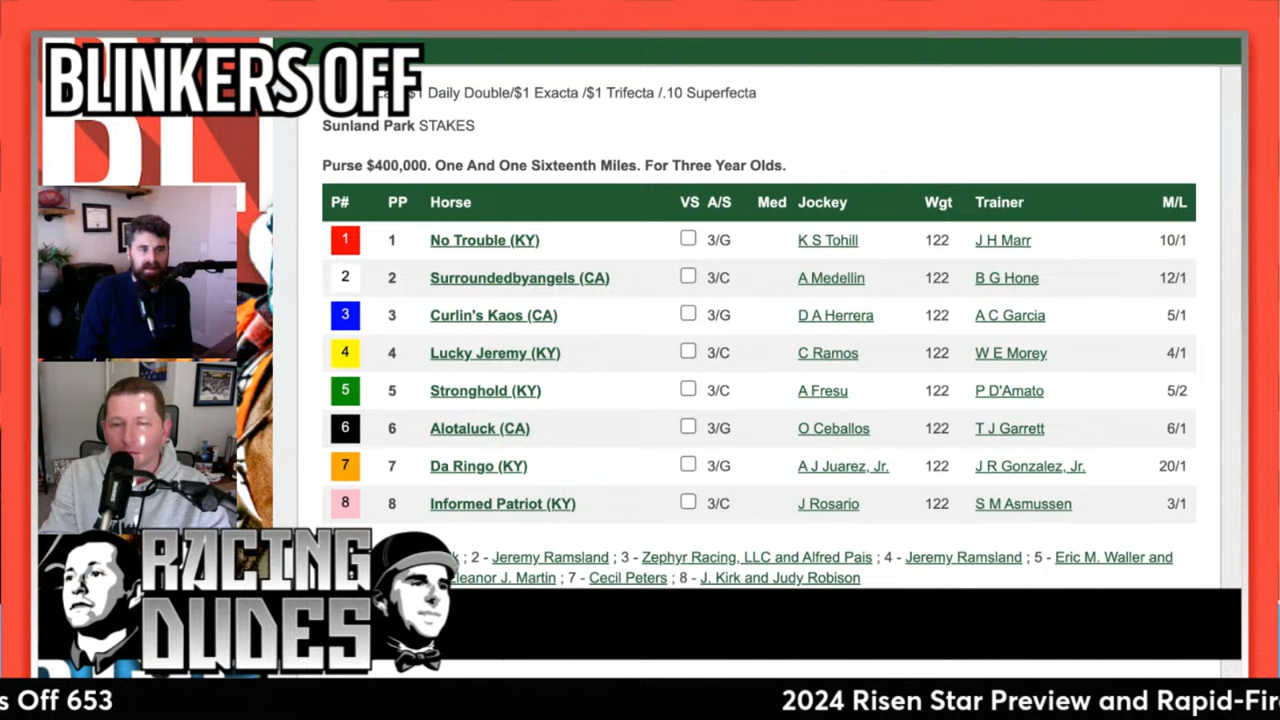 BLINKERS OFF
$1 Daily Double/$1 Exacta /$1 Trifecta /.10 Superfecta
Sunland Park STAKES
Purse $400,000. One And One Sixteenth Miles. For Three Year Olds.
P# PP Horse VS A/S Med Jockey Wgt Trainer M/L
1 1 No Trouble (KY) 3/G K S Tohill 122 J H Marr 10/1
2 2 Surroundedbyangels (CA) 3/C A Medellin 122 B G Hone 12/1
3 3 Curlin's Kaos (CA) 3/G D A Herrera 122 A C Garcia 5/1
4 4 Lucky Jeremy (KY) 3/C C Ramos 122 W E Morey 4/1
5 5 Stronghold (KY) 3/C A Fresu 122 P D'Amato 5/2
6 6 Alotaluck (CA) 3/C O Ceballos 122 T J Garrett 6/1
7 7 Da Ringo (KY) 3/G A J Juarez, Jr. 122 J R Gonzalez, Jr. 20/1
8 8 Informed Patriot (KY) 3/C J Rosario 122 S M Asmussen 3/1
; 2 - Jeremy Ramsland ; 3 - Zephyr Racing, LLC and Alfred Pais ; 4 - Jeremy Ramsland ; 5 - Eric M. Waller and
J. Martin ; 7 - Cecil Peters ; 8 - J. Kirk and Judy Robison
RACING
DUDES
s Off 653 2024 Risen Star Preview and Rapid-Fir